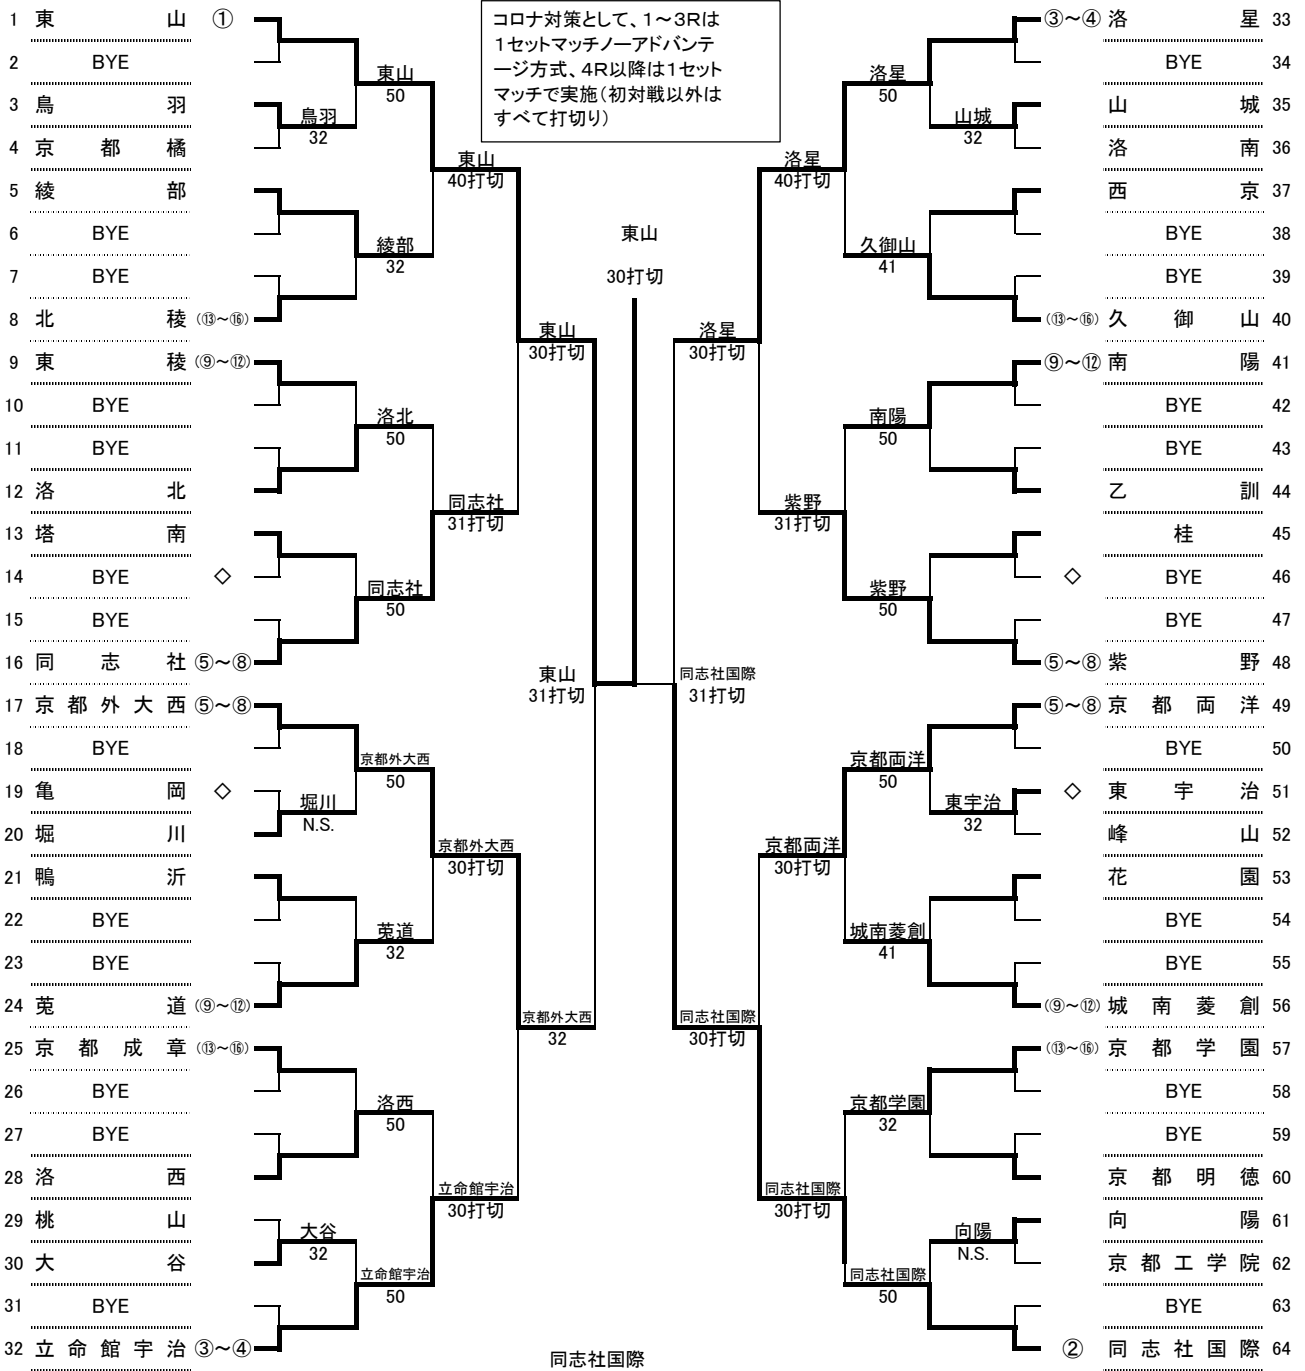 コロナ対策として、1～3Rは
1セットマッチノーアドバンテ
ージ方式、4R以降は1セット
マッチで実施(初対戦以外は
すべて打切り)
1 東山 ①
2 BYE
3 鳥羽
4 京都橘
5 綾部
6 BYE
7 BYE
8 北稜 (⑬～⑯)
9 東稜 (⑨～⑫)
10 BYE
11 BYE
12 洛北
13 塔南
14 BYE ◇
15 BYE
16 同志社 ⑤～⑧
17 京都外大西 ⑤～⑧
18 BYE
19 亀岡 ◇
20 堀川
21 鴨沂
22 BYE
23 BYE
24 莵道 (⑨～⑫)
25 京都成章 (⑬～⑯)
26 BYE
27 BYE
28 洛西
29 桃山
30 大谷
31 BYE
32 立命館宇治 ③～④
鳥羽
32
堀川
N.S.
大谷
32
東山
50
綾部
32
洛北
50
同志社
50
京都外大西
50
莵道
32
洛西
50
立命館宇治
50
東山
40打切
同志社
31打切
京都外大西
30打切
立命館宇治
30打切
東山
30打切
京都外大西
32
東山
31打切
東山
30打切
同志社国際
31打切
洛星
30打切
同志社国際
30打切
洛星
40打切
紫野
31打切
京都両洋
30打切
同志社国際
30打切
洛星
50
久御山
41
南陽
50
紫野
50
京都両洋
50
城南菱創
41
京都学園
32
同志社国際
50
山城
32
東宇治
32
向陽
N.S.
③～④ 洛星 33
BYE 34
山城 35
洛南 36
西京 37
BYE 38
BYE 39
(⑬～⑯) 久御山 40
⑨～⑫ 南陽 41
BYE 42
BYE 43
乙訓 44
桂 45
◇ BYE 46
BYE 47
⑤～⑧ 紫野 48
⑤～⑧ 京都両洋 49
BYE 50
◇ 東宇治 51
峰山 52
花園 53
BYE 54
BYE 55
(⑨～⑫) 城南菱創 56
(⑬～⑯) 京都学園 57
BYE 58
BYE 59
京都明徳 60
向陽 61
京都工学院 62
BYE 63
② 同志社国際 64
同志社国際